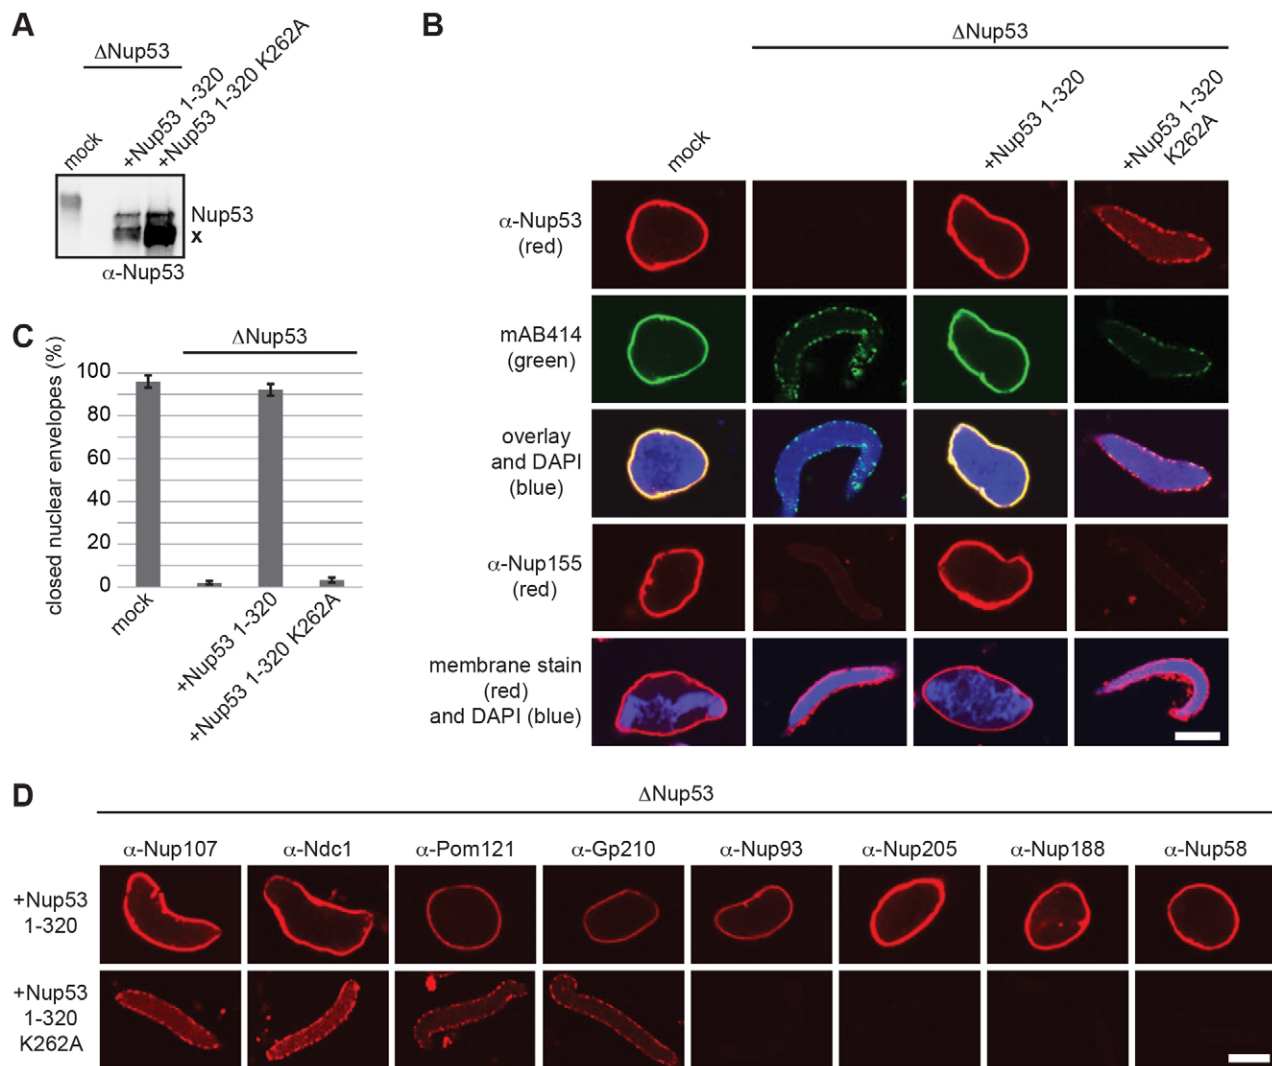 A
ΔNup53
mock
+Nup53 1-320
+Nup53 1-320 K262A
Nup53
x
α-Nup53
B
ΔNup53
mock
+Nup53 1-320
+Nup53 1-320
K262A
α-Nup53
(red)
mAB414
(green)
overlay
and DAPI
(blue)
α-Nup155
(red)
membrane stain
(red)
and DAPI (blue)
C
ΔNup53
closed nuclear envelopes (%)
100
80
60
40
20
0
mock
+Nup53 1-320
+Nup53 1-320 K262A
D
ΔNup53
α-Nup107 α-Ndc1 α-Pom121 α-Gp210 α-Nup93 α-Nup205 α-Nup188 α-Nup58
+Nup53
1-320
+Nup53
1-320
K262A